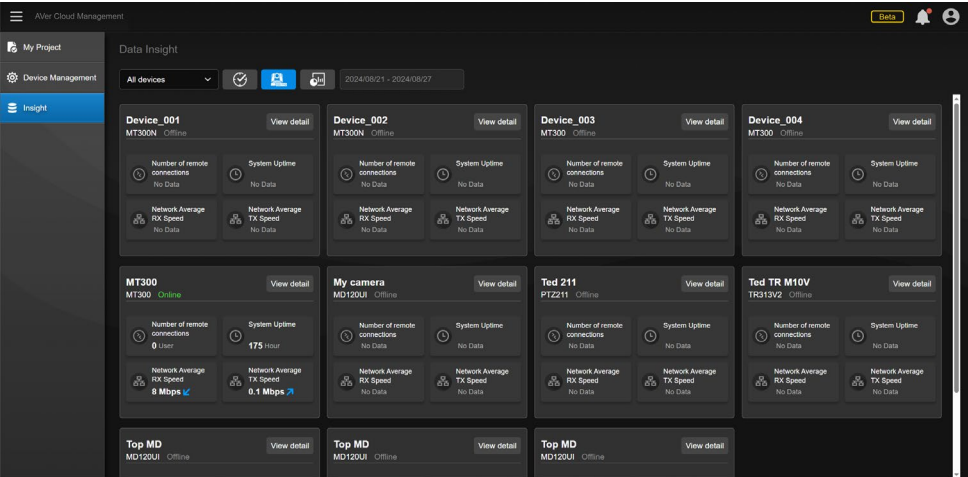 AVer Cloud Management
Beta
My Project
Device Management
Insight
Data Insight
All devices
2024/08/21 - 2024/08/27
Device_001
MT300N Offline
View detail
Number of remote
connections
No Data
System Uptime
No Data
Network Average
RX Speed
No Data
Network Average
TX Speed
No Data
Device_002
MT300N Offline
View detail
Number of remote
connections
No Data
System Uptime
No Data
Network Average
RX Speed
No Data
Network Average
TX Speed
No Data
Device_003
MT300 Offline
View detail
Number of remote
connections
No Data
System Uptime
No Data
Network Average
RX Speed
No Data
Network Average
TX Speed
No Data
Device_004
MT300 Offline
View detail
Number of remote
connections
No Data
System Uptime
No Data
Network Average
RX Speed
No Data
Network Average
TX Speed
No Data
MT300
MT300 Online
View detail
Number of remote
connections
0 User
System Uptime
175 Hour
Network Average
RX Speed
8 Mbps
Network Average
TX Speed
0.1 Mbps
My camera
MD120UI Offline
View detail
Number of remote
connections
No Data
System Uptime
No Data
Network Average
RX Speed
No Data
Network Average
TX Speed
No Data
Ted 211
PTZ211 Offline
View detail
Number of remote
connections
No Data
System Uptime
No Data
Network Average
RX Speed
No Data
Network Average
TX Speed
No Data
Ted TR M10V
TR313V2 Offline
View detail
Number of remote
connections
No Data
System Uptime
No Data
Network Average
RX Speed
No Data
Network Average
TX Speed
No Data
Top MD
MD120UI Offline
View detail
Top MD
MD120UI Offline
View detail
Top MD
MD120UI Offline
View detail